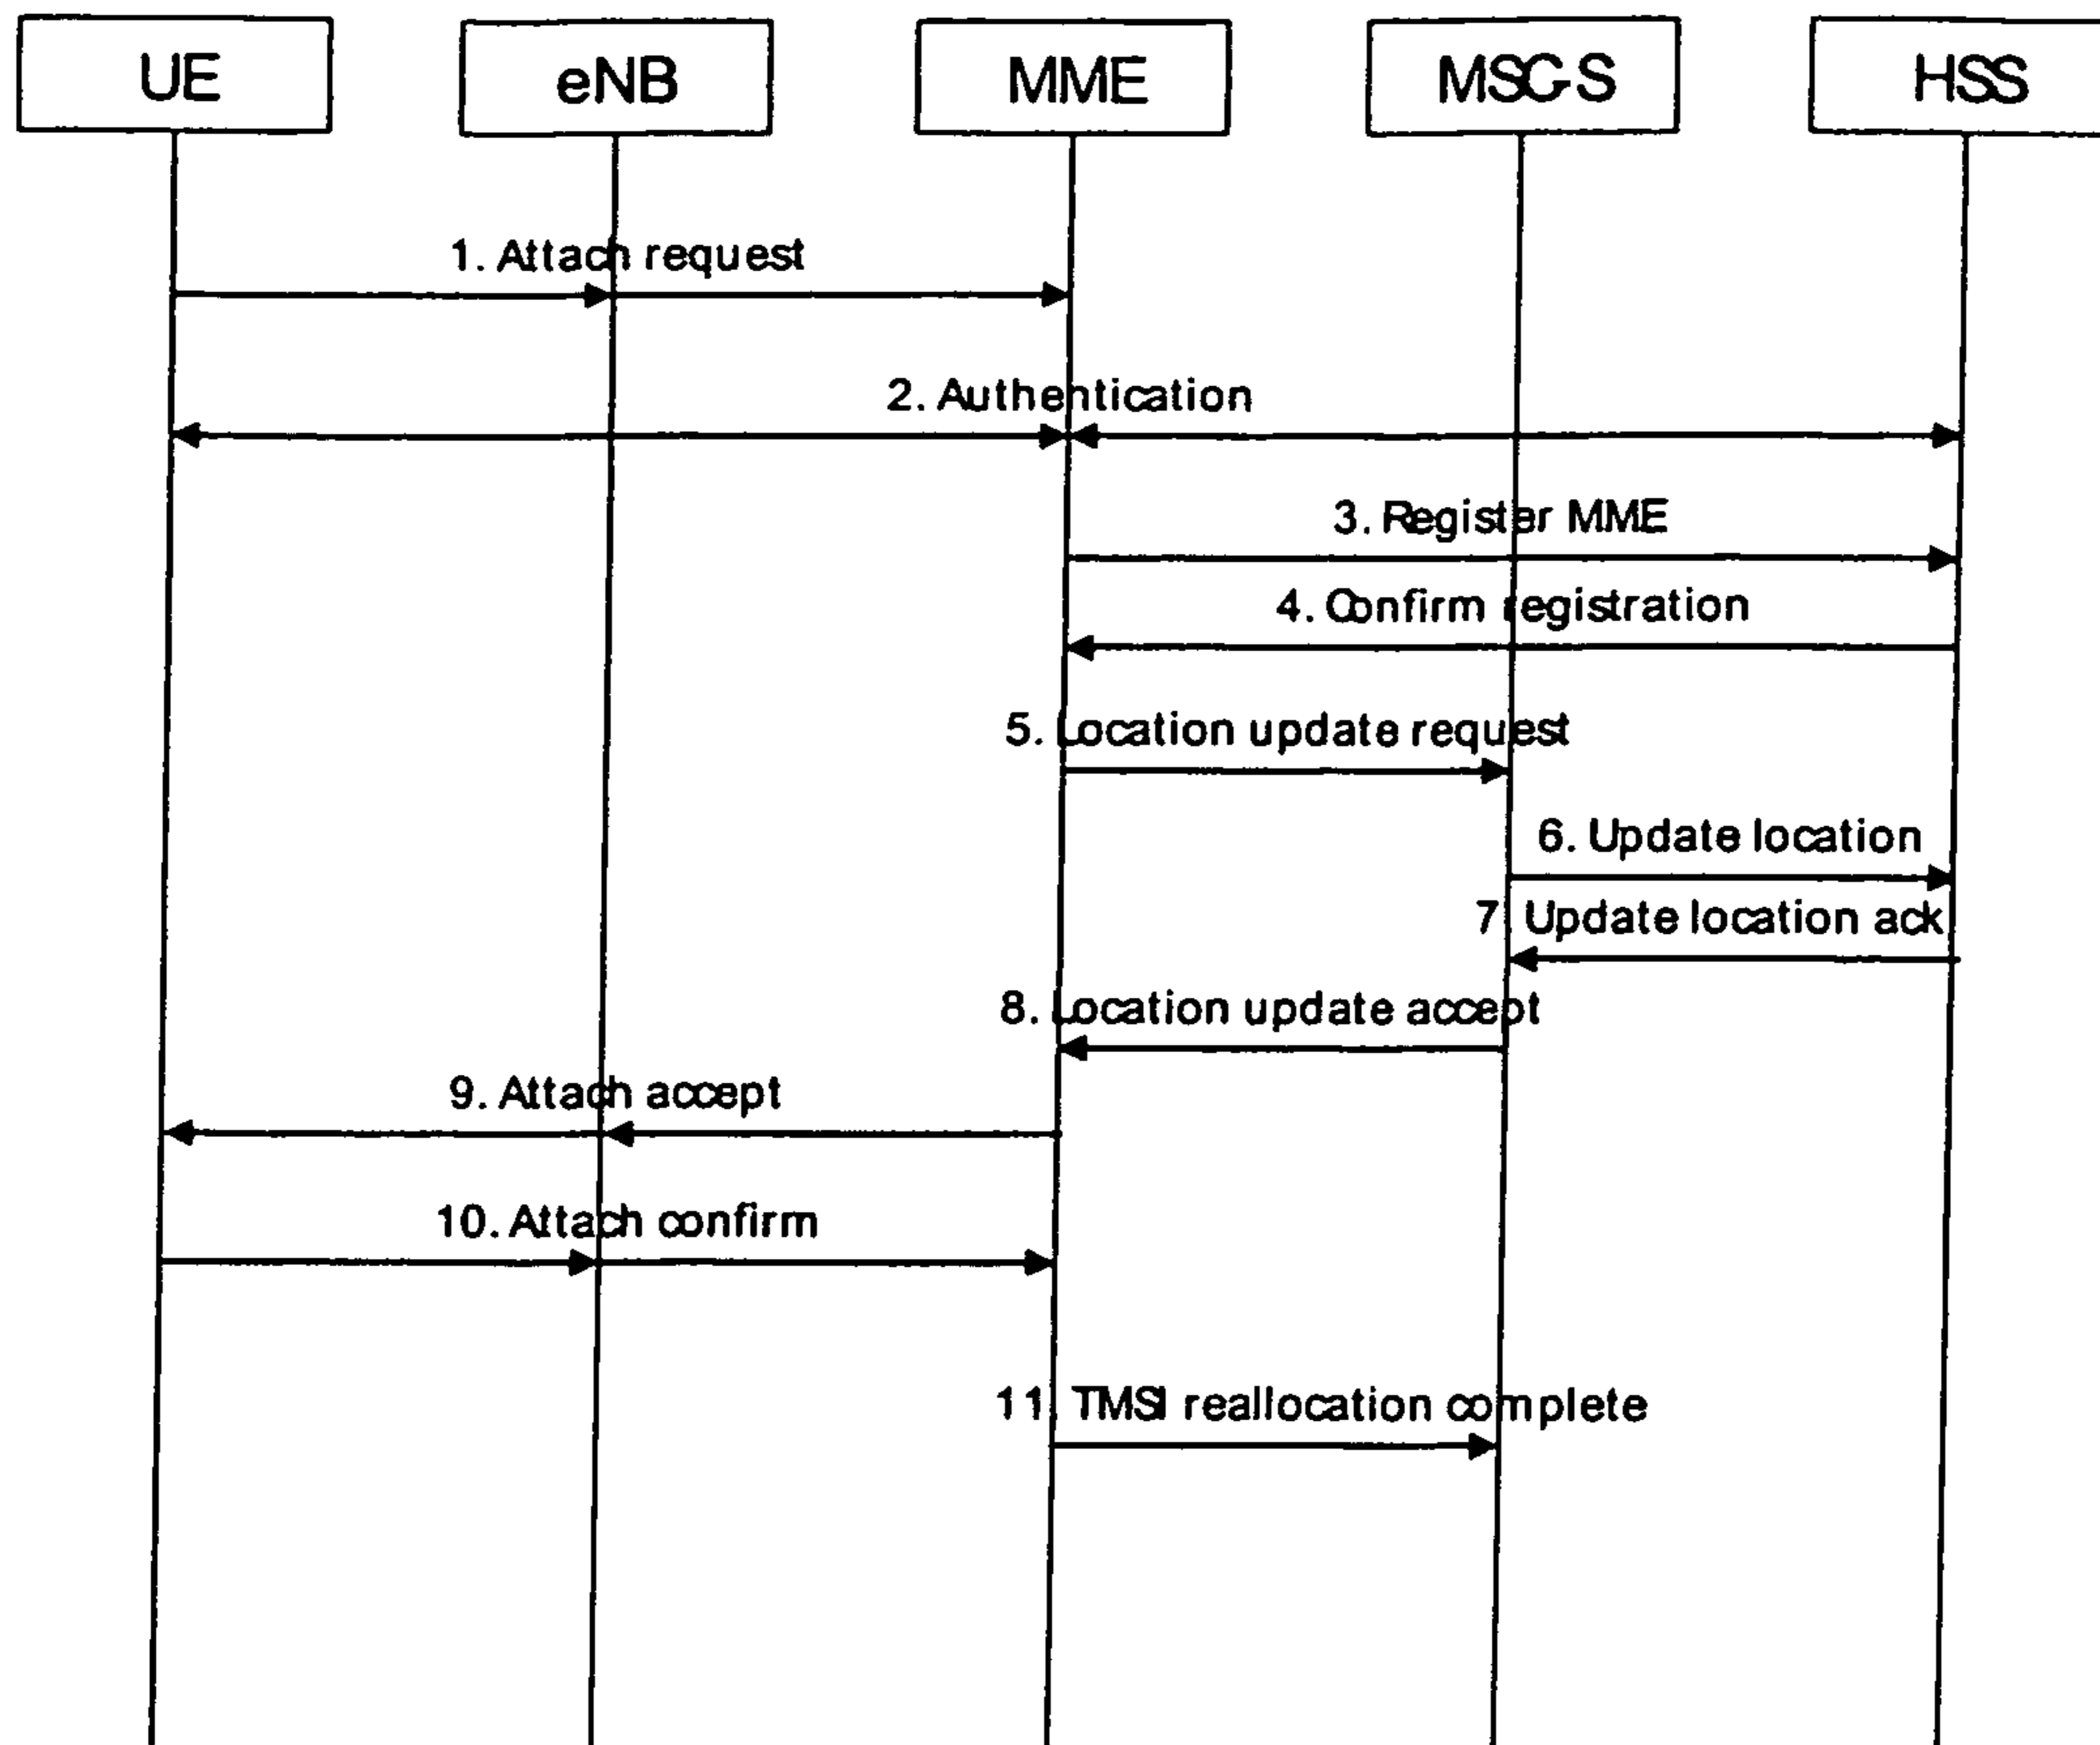 UE
eNB
MME
MSC-S
HSS
1. Attach request
2. Authentication
3. Register MME
4. Confirm registration
5. Location update request
6. Update location
7 Update location ack
8. Location update accept
9. Attach accept
10. Attach confirm
11. TMSI reallocation complete